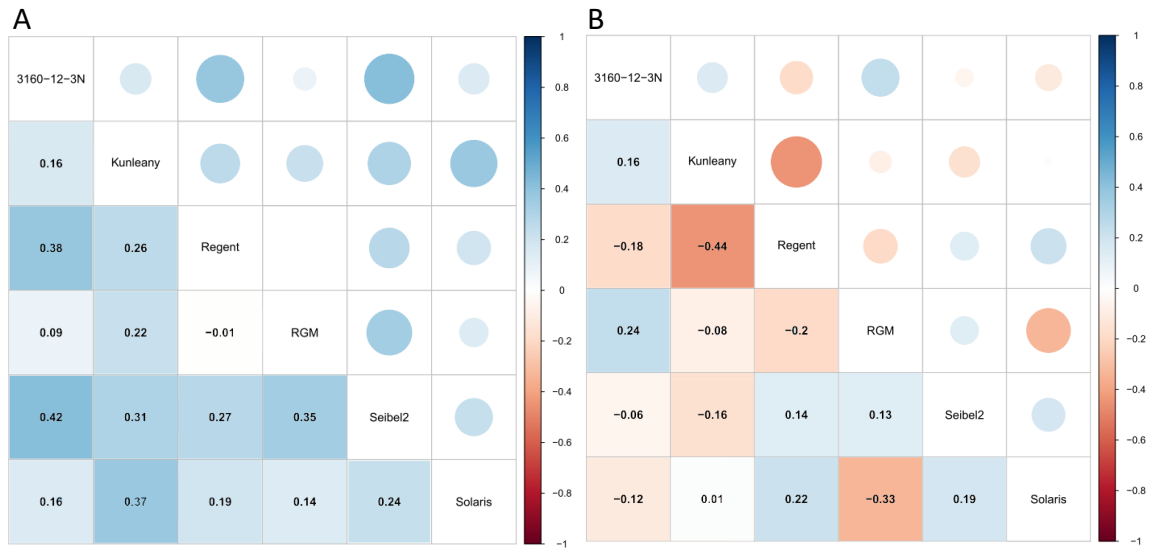 A
3160−12−3N
0.16 Kunleany
0.38 0.26 Regent
0.09 0.22 −0.01 RGM
0.42 0.31 0.27 0.35 Seibel2
0.16 0.37 0.19 0.14 0.24 Solaris
1
0.8
0.6
0.4
0.2
0
−0.2
−0.4
−0.6
−0.8
−1
B
3160−12−3N
0.16 Kunleany
−0.18 −0.44 Regent
0.24 −0.08 −0.2 RGM
−0.06 −0.16 0.14 0.13 Seibel2
−0.12 0.01 0.22 −0.33 0.19 Solaris
1
0.8
0.6
0.4
0.2
0
−0.2
−0.4
−0.6
−0.8
−1